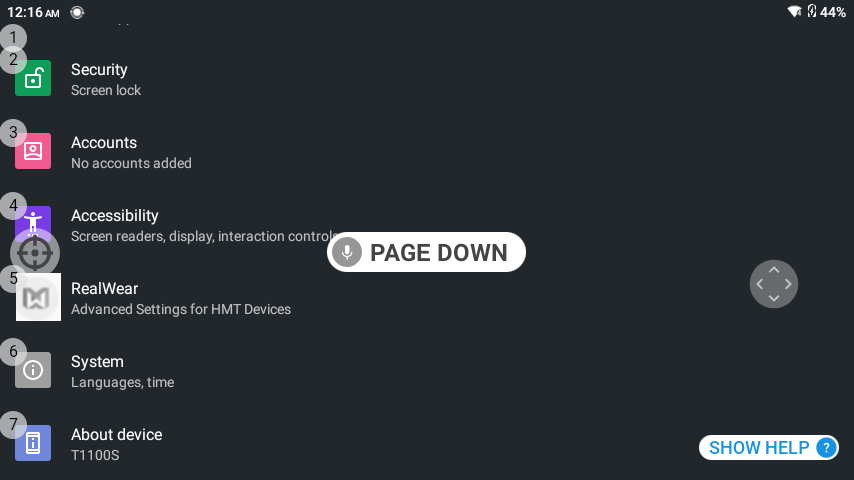 12:16 AM 44%
1
2
Security
Screen lock
3
Accounts
No accounts added
4
Accessibility
Screen readers, display, interaction controls
PAGE DOWN
5
RealWear
Advanced Settings for HMT Devices
6
System
Languages, time
7
About device
T1100S
SHOW HELP ?